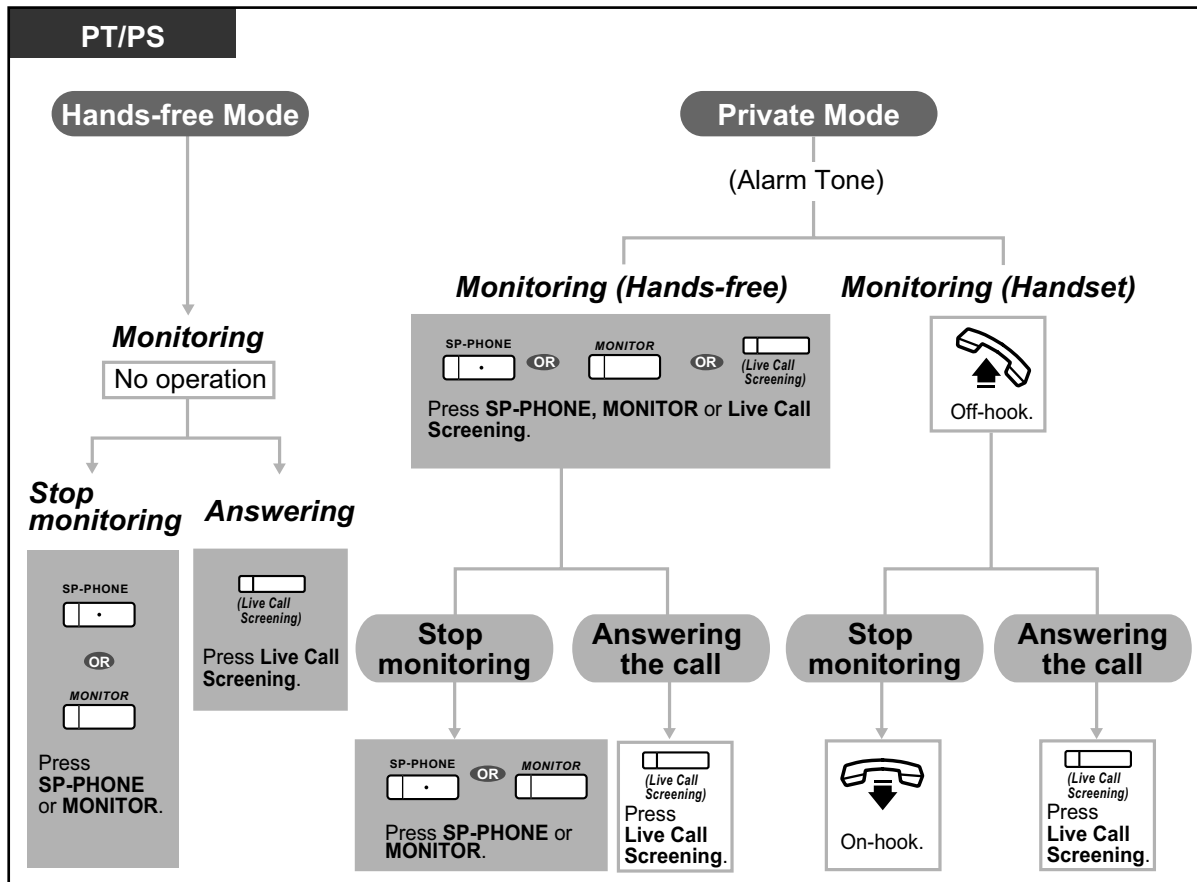 PT/PS
Hands-free Mode
Monitoring
No operation
Stop
monitoring
SP-PHONE
OR
MONITOR
Press
SP-PHONE
or MONITOR.
Answering
(Live Call
Screening)
Press Live Call
Screening.
Private Mode
(Alarm Tone)
Monitoring (Hands-free)
SP-PHONE
OR
MONITOR
OR
(Live Call
Screening)
Press SP-PHONE, MONITOR or Live Call
Screening.
Stop
monitoring
SP-PHONE
OR
MONITOR
Press SP-PHONE or
MONITOR.
Answering
the call
(Live Call
Screening)
Press
Live Call
Screening.
Monitoring (Handset)
Off-hook.
Stop
monitoring
On-hook.
Answering
the call
(Live Call
Screening)
Press
Live Call
Screening.